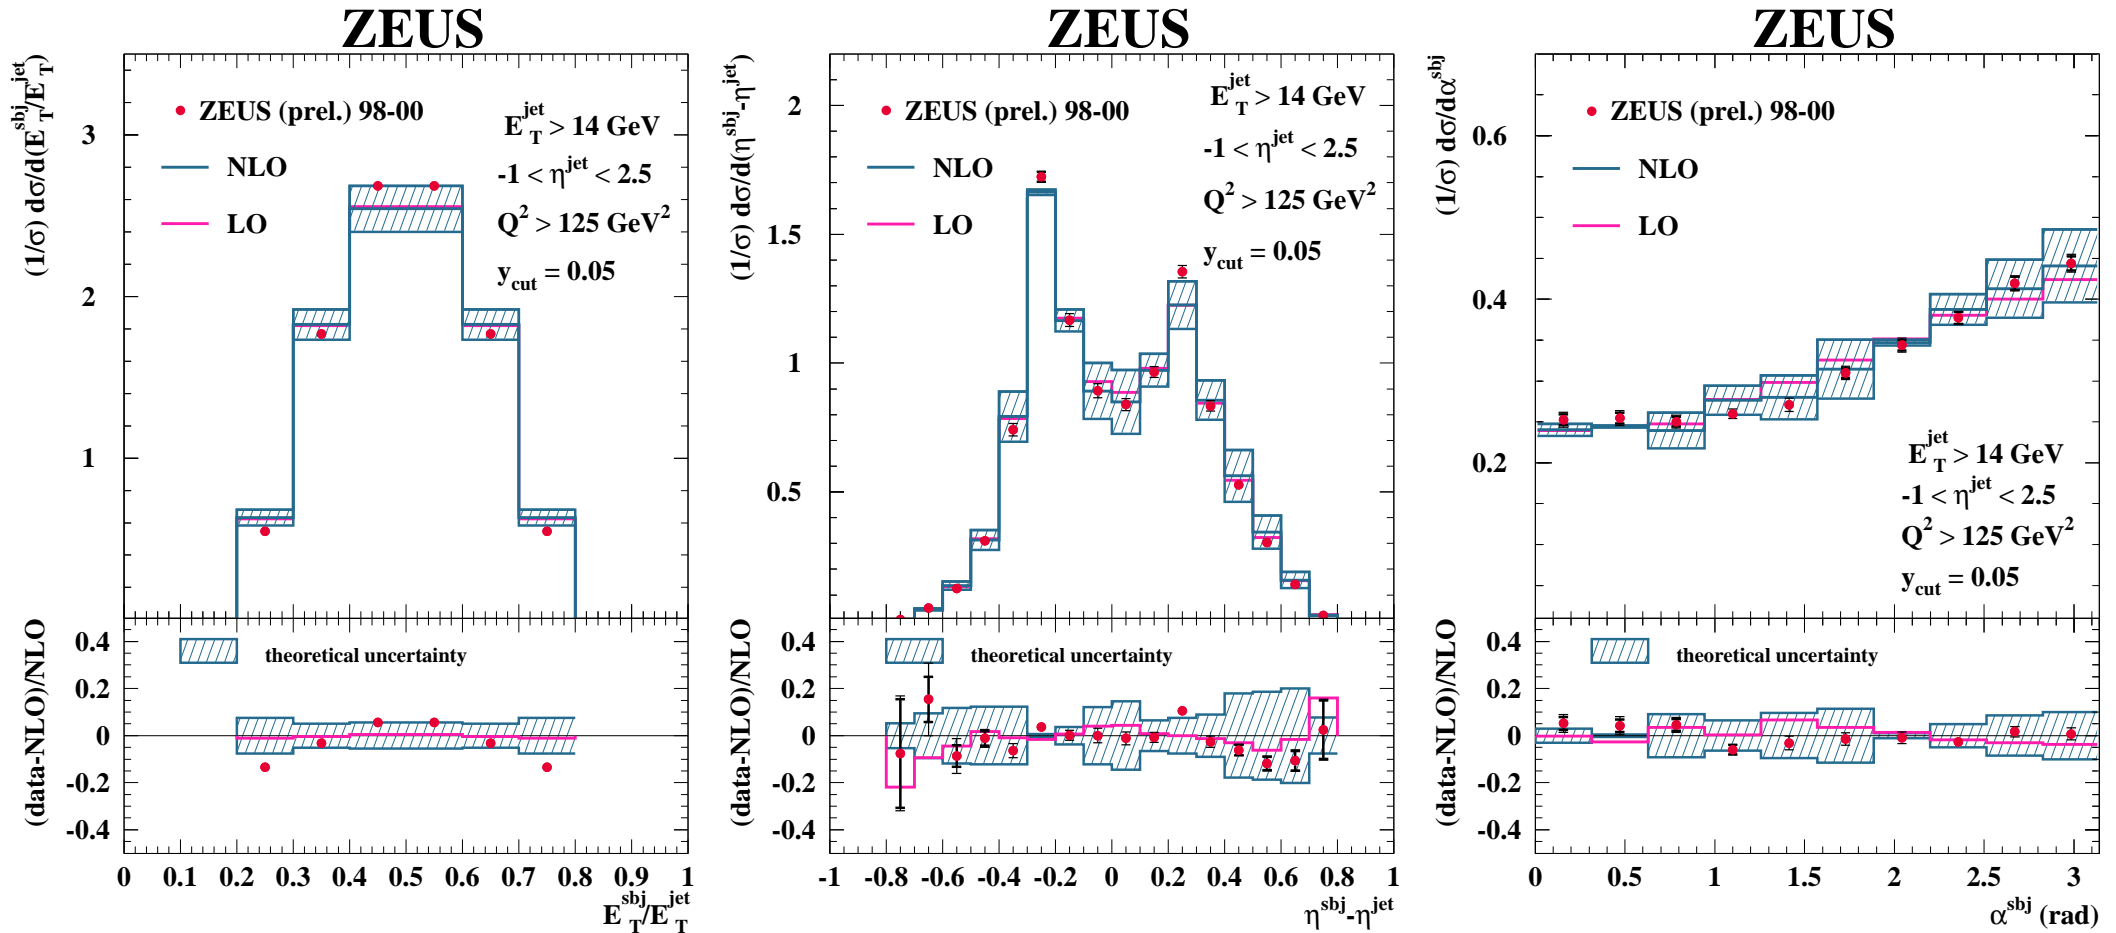 ZEUS
(1/σ) dσ/d(E_T^sbj/E_T^jet)
ZEUS (prel.) 98-00
NLO
LO
E_T^jet > 14 GeV
-1 < η^jet < 2.5
Q^2 > 125 GeV^2
y_cut = 0.05
3
2
1
((data-NLO)/NLO
theoretical uncertainty
0.4
0.2
0
-0.2
-0.4
0 0.1 0.2 0.3 0.4 0.5 0.6 0.7 0.8 0.9 1
E_T^sbj/E_T^jet
ZEUS
(1/σ) dσ/d(η^sbj-η^jet)
ZEUS (prel.) 98-00
NLO
LO
E_T^jet > 14 GeV
-1 < η^jet < 2.5
Q^2 > 125 GeV^2
y_cut = 0.05
2
1.5
1
0.5
((data-NLO)/NLO
theoretical uncertainty
0.4
0.2
0
-0.2
-0.4
-1 -0.8 -0.6 -0.4 -0.2 0 0.2 0.4 0.6 0.8 1
η^sbj-η^jet
ZEUS
(1/σ) dσ/dα^sbj
ZEUS (prel.) 98-00
NLO
LO
0.6
0.4
0.2
E_T^jet > 14 GeV
-1 < η^jet < 2.5
Q^2 > 125 GeV^2
y_cut = 0.05
((data-NLO)/NLO
theoretical uncertainty
0.4
0.2
0
-0.2
-0.4
0 0.5 1 1.5 2 2.5 3
α^sbj (rad)